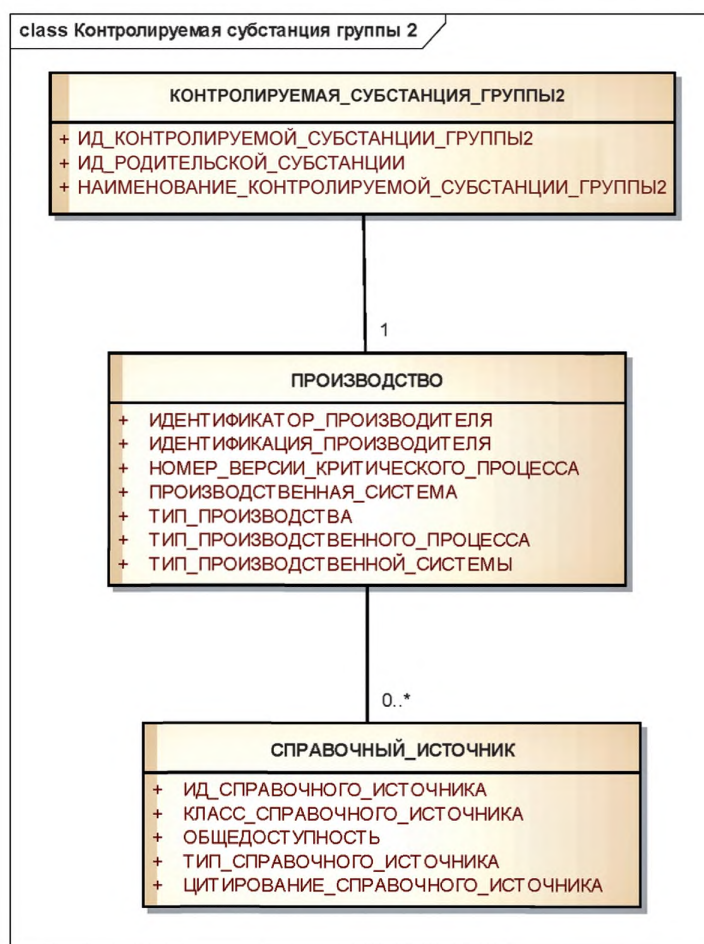 class Контролируемая субстанция группы 2
КОНТРОЛИРУЕМАЯ_СУБСТАНЦИЯ_ГРУППЫ2
+ ИД_КОНТРОЛИРУЕМОЙ_СУБСТАНЦИИ_ГРУППЫ2
+ ИД_РОДИТЕЛЬСКОЙ_СУБСТАНЦИИ
+ НАИМЕНОВАНИЕ_КОНТРОЛИРУЕМОЙ_СУБСТАНЦИИ_ГРУППЫ2
1
ПРОИЗВОДСТВО
+ ИДЕНТИФИКАТОР_ПРОИЗВОДИТЕЛЯ
+ ИДЕНТИФИКАЦИЯ_ПРОИЗВОДИТЕЛЯ
+ НОМЕР_ВЕРСИИ_КРИТИЧЕСКОГО_ПРОЦЕССА
+ ПРОИЗВОДСТВЕННАЯ_СИСТЕМА
+ ТИП_ПРОИЗВОДСТВА
+ ТИП_ПРОИЗВОДСТВЕННОГО_ПРОЦЕССА
+ ТИП_ПРОИЗВОДСТВЕННОЙ_СИСТЕМЫ
0..*
СПРАВОЧНЫЙ_ИСТОЧНИК
+ ИД_СПРАВОЧНОГО_ИСТОЧНИКА
+ КЛАСС_СПРАВОЧНОГО_ИСТОЧНИКА
+ ОБЩЕДОСТУПНОСТЬ
+ ТИП_СПРАВОЧНОГО_ИСТОЧНИКА
+ ЦИТИРОВАНИЕ_СПРАВОЧНОГО_ИСТОЧНИКА